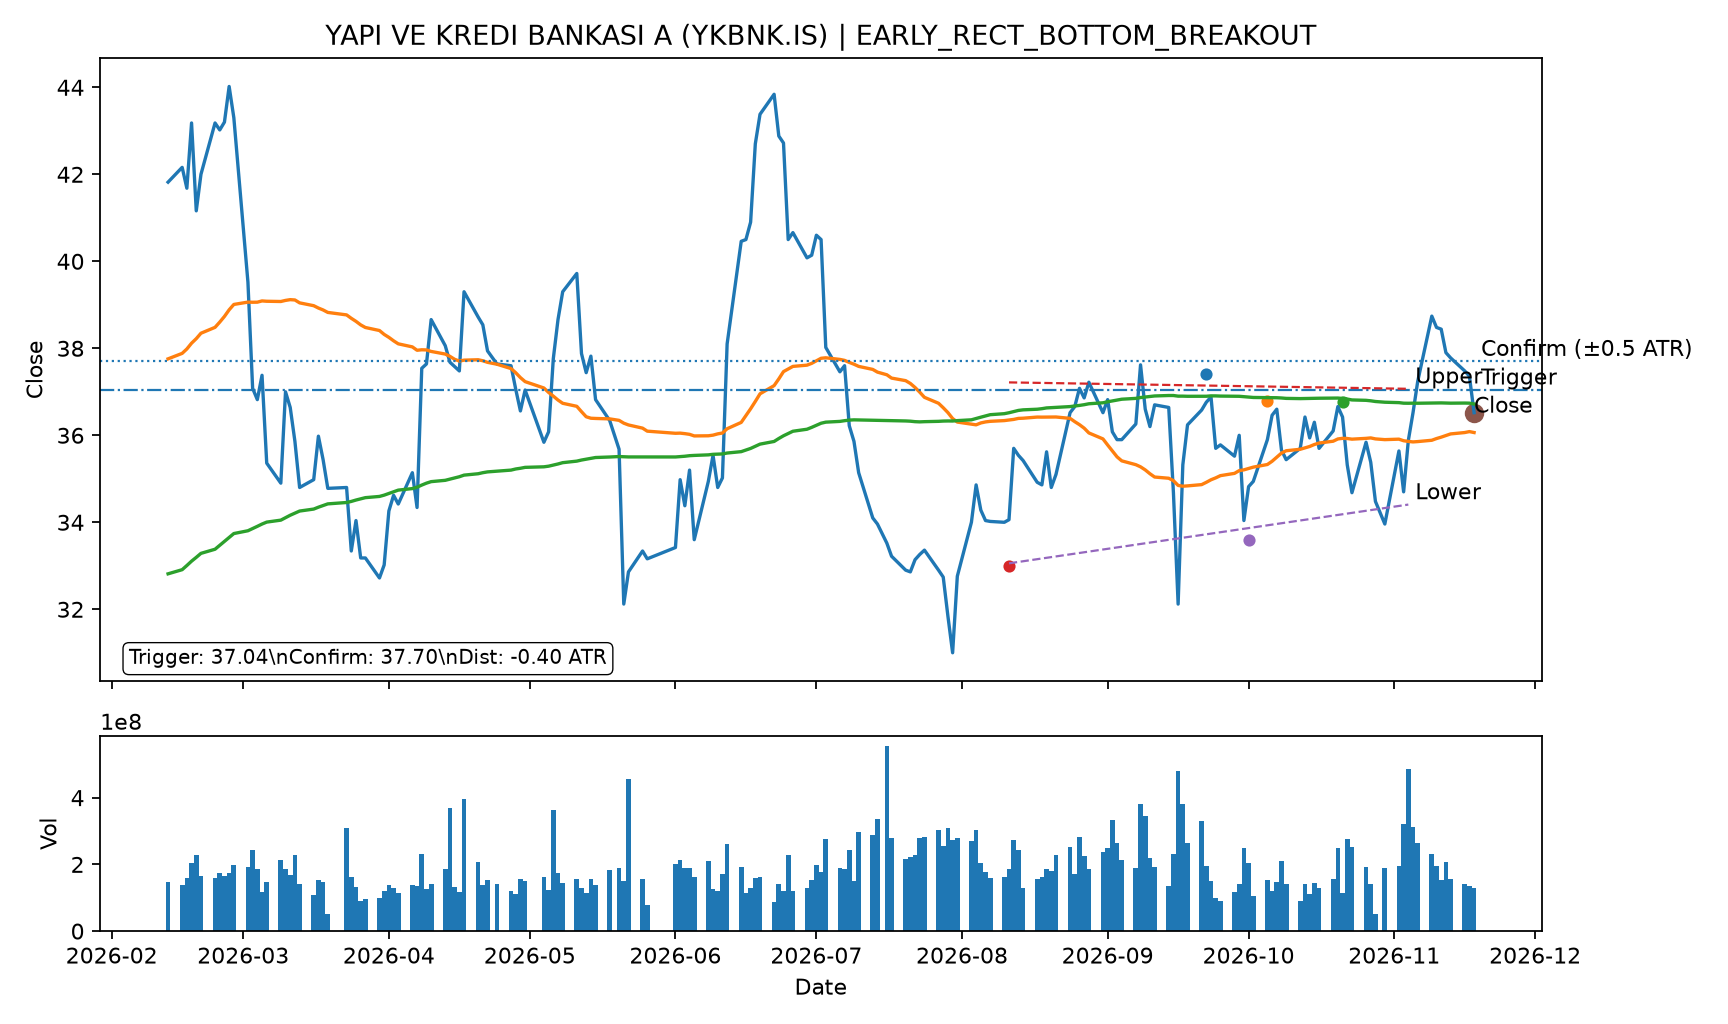 YAPI VE KREDI BANKASI A (YKBNK.IS) | EARLY_RECT_BOTTOM_BREAKOUT
Close
44
42
40
38
36
34
32
Confirm (±0.5 ATR)
Upper
Trigger
Close
Lower
Trigger: 37.04\nConfirm: 37.70\nDist: -0.40 ATR
1e8
Vol
4
2
0
2026-02
2026-03
2026-04
2026-05
2026-06
2026-07
2026-08
2026-09
2026-10
2026-11
2026-12
Date